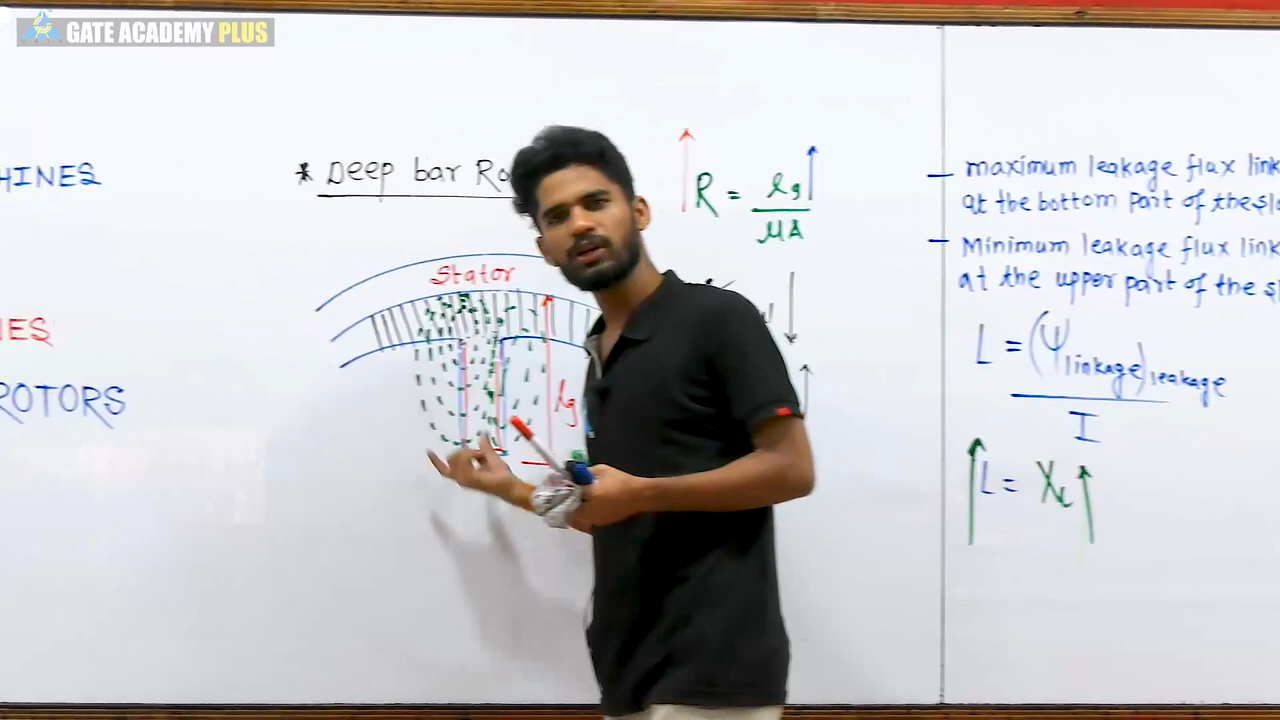 GATE ACADEMY PLUS
HINES
ES
ROTORS
* Deep bar Ro
Stator
lg
R = lg
μA
- maximum leakage flux link
at the bottom part of the slo
- Minimum leakage flux link
at the upper part of the s
L = (Ψlinkage)leakage
I
L = XL